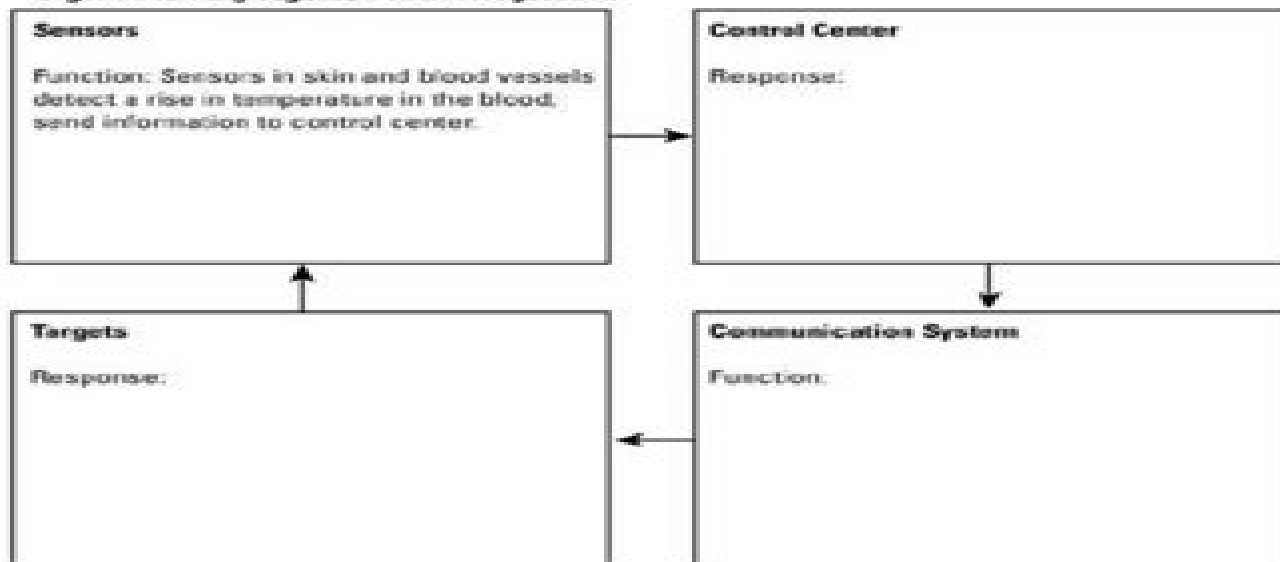 Sensors
Function: Sensors in skin and blood vessels
detect a rise in temperature in the blood,
send information to control center.
Control Center
Response:
Targets
Response:
Communication System
Function: